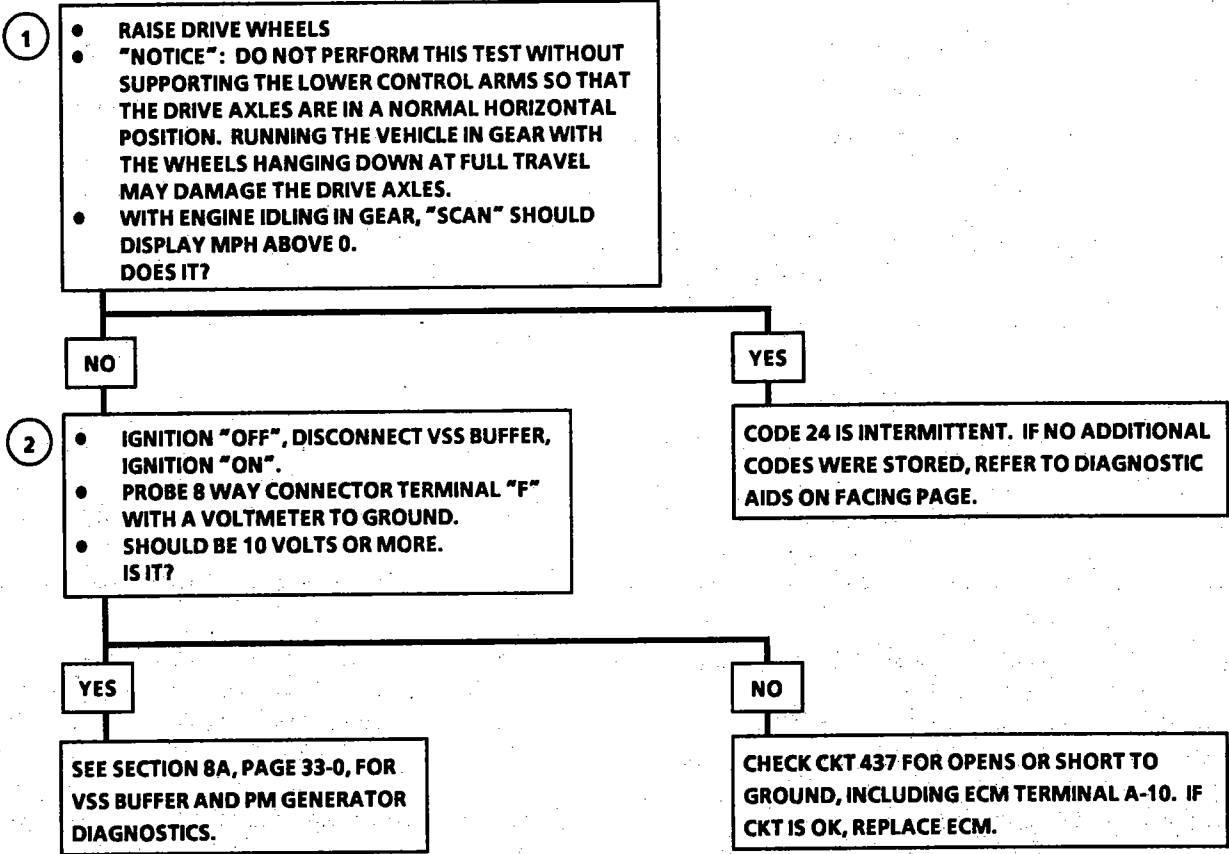 1
• RAISE DRIVE WHEELS
• "NOTICE": DO NOT PERFORM THIS TEST WITHOUT
SUPPORTING THE LOWER CONTROL ARMS SO THAT
THE DRIVE AXLES ARE IN A NORMAL HORIZONTAL
POSITION. RUNNING THE VEHICLE IN GEAR WITH
THE WHEELS HANGING DOWN AT FULL TRAVEL
MAY DAMAGE THE DRIVE AXLES.
• WITH ENGINE IDLING IN GEAR, "SCAN" SHOULD
DISPLAY MPH ABOVE 0.
DOES IT?
NO
YES
2
• IGNITION "OFF", DISCONNECT VSS BUFFER,
IGNITION "ON".
• PROBE 8 WAY CONNECTOR TERMINAL "F"
WITH A VOLTMETER TO GROUND.
• SHOULD BE 10 VOLTS OR MORE.
IS IT?
CODE 24 IS INTERMITTENT. IF NO ADDITIONAL
CODES WERE STORED, REFER TO DIAGNOSTIC
AIDS ON FACING PAGE.
YES
NO
SEE SECTION 8A, PAGE 33-0, FOR
VSS BUFFER AND PM GENERATOR
DIAGNOSTICS.
CHECK CKT 437 FOR OPENS OR SHORT TO
GROUND, INCLUDING ECM TERMINAL A-10. IF
CKT IS OK, REPLACE ECM.